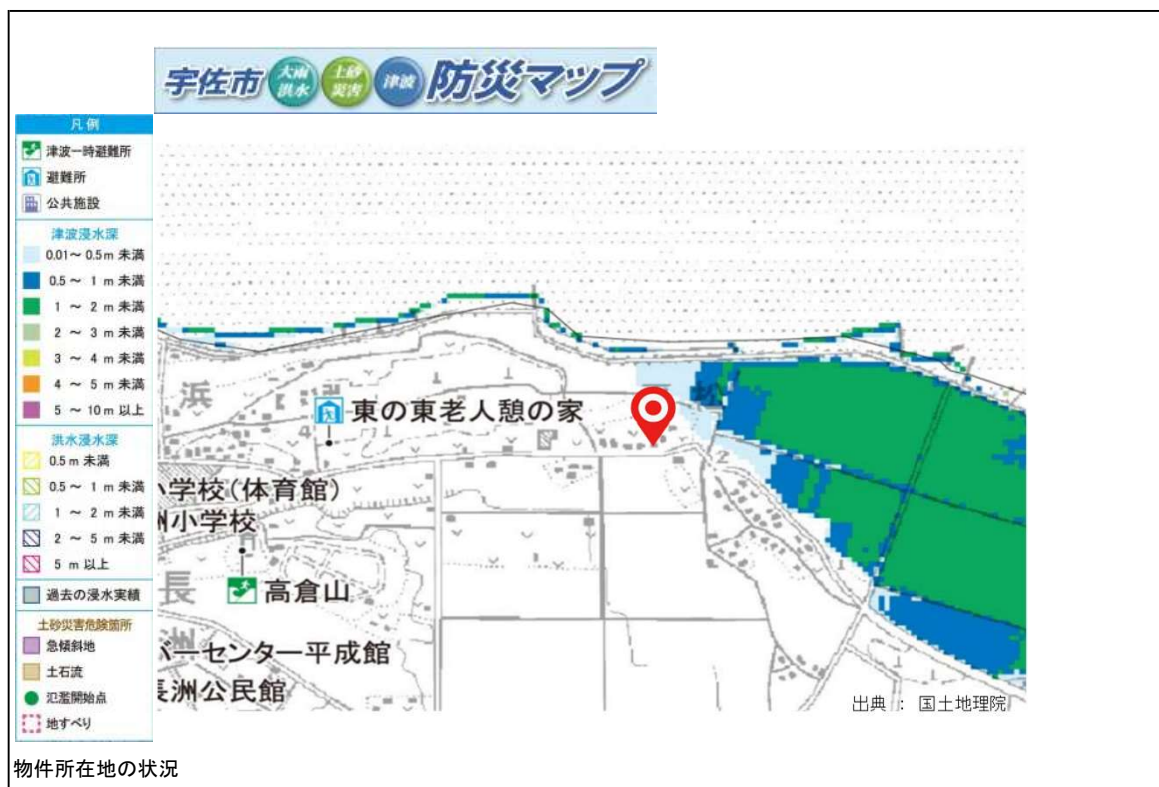 宇佐市 大雨洪水 土砂災害 津波 防災マップ
凡例
津波一時避難所
避難所
公共施設
津波浸水深
0.01～0.5m未満
0.5～1m未満
1～2m未満
2～3m未満
3～4m未満
4～5m未満
5～10m以上
洪水浸水深
0.5m未満
0.5～1m未満
1～2m未満
2～5m未満
5m以上
過去の浸水実績
土砂災害危険箇所
急傾斜地
土石流
氾濫開始点
地すべり
浜
4
東の東老人憩の家
松
2
小学校(体育館)
州小学校
長
高倉山
洲
バーセンター平成館
長洲公民館
出典 ： 国土地理院
物件所在地の状況